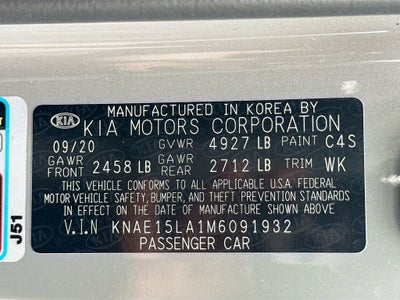 MANUFACTURED IN KOREA BY
KIA KIA MOTORS CORPORATION
09/20 GVWR 4927 LB PAINT C4S
GAWR FRONT 2458 LB GAWR REAR 2712 LB TRIM WK
THIS VEHICLE CONFORMS TO ALL APPLICABLE U.S.A. FEDERAL
MOTOR VEHICLE SAFETY, BUMPER, AND THEFT PREVENTION STANDARDS
IN EFFECT ON THE DATE OF MANUFACTURE SHOWN ABOVE
V.I.N KNAE15LA1M6091932
PASSENGER CAR
J51